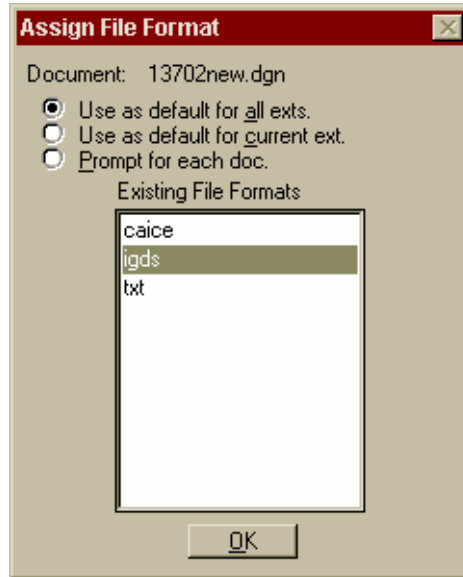 Assign File Format
Document: 13702new.dgn
Use as default for all exts.
Use as default for current ext.
Prompt for each doc.
Existing File Formats
caice
igds
txt
OK